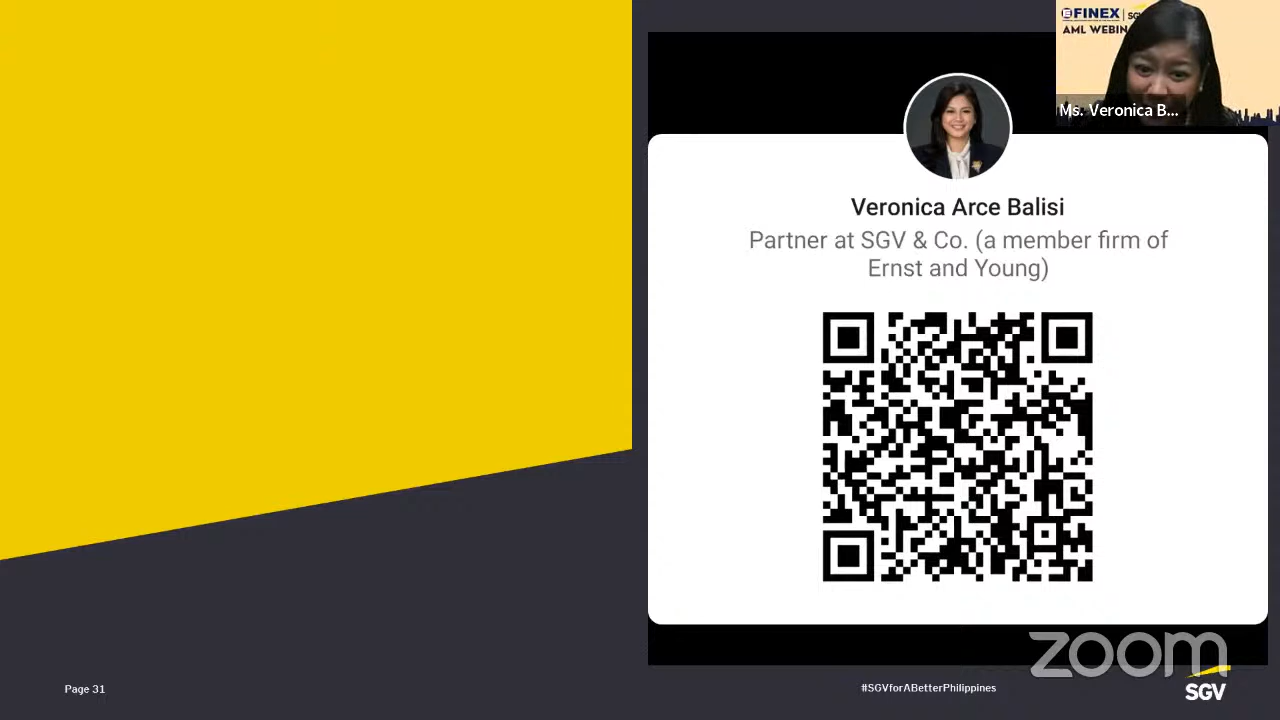 FINEX
SG
AML WEBIN
Ms. Veronica B...
Veronica Arce Balisi
Partner at SGV & Co. (a member firm of
Ernst and Young)
zoom
Page 31
#SGVforABetterPhilippines
SGV